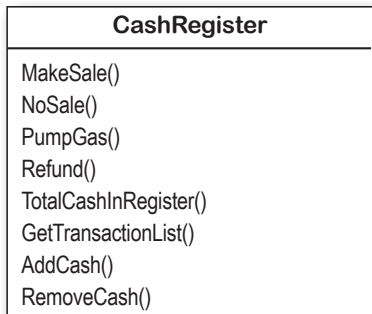 CashRegister
MakeSale()
NoSale()
PumpGas()
Refund()
TotalCashInRegister()
GetTransactionList()
AddCash()
RemoveCash()